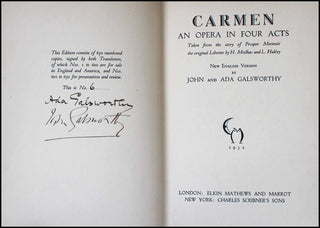 This Edition consists of 650 numbered
copies, signed by both Translators,
of which Nos. 1 to 600 are for sale
in England and America, and Nos.
601 to 650 for presentation and review.
This is No. 6
Ada Galsworthy
John Galsworthy
CARMEN
AN OPERA IN FOUR ACTS
Taken from the story of Prosper Merimée
the original Libretto by H. Meilhac and L. Halévy
NEW ENGLISH VERSION
BY
JOHN AND ADA GALSWORTHY
1932
LONDON: ELKIN MATHEWS AND MARROT
NEW YORK: CHARLES SCRIBNER'S SONS